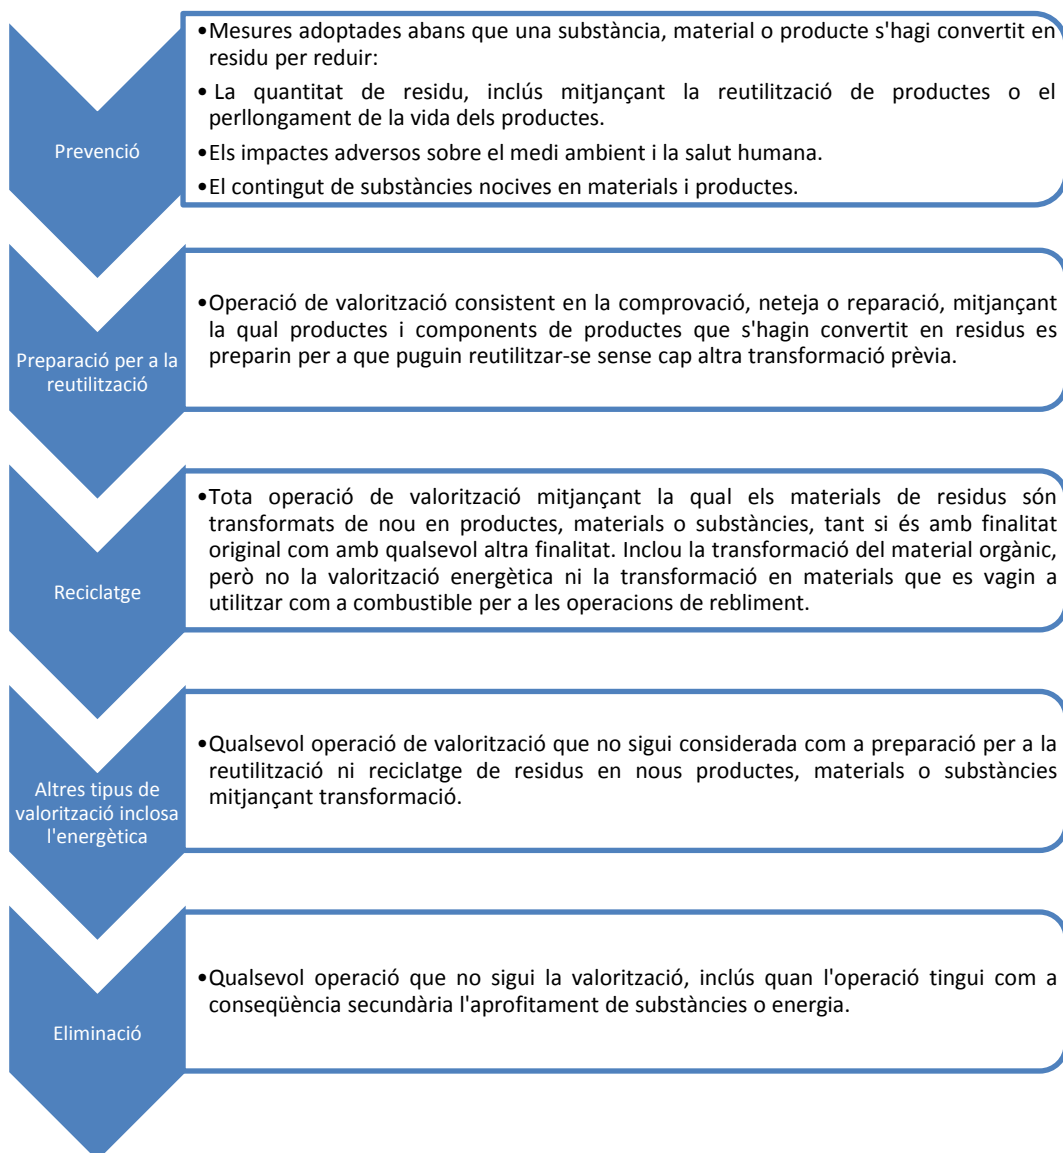 Prevenció
•Mesures adoptades abans que una substància, material o producte s'hagi convertit en
residu per reduir:
• La quantitat de residu, inclús mitjançant la reutilització de productes o el
perllongament de la vida dels productes.
•Els impactes adversos sobre el medi ambient i la salut humana.
•El contingut de substàncies nocives en materials i productes.
Preparació per a la
reutilització
•Operació de valorització consistent en la comprovació, neteja o reparació, mitjançant
la qual productes i components de productes que s'hagin convertit en residus es
preparin per a que puguin reutilitzar-se sense cap altra transformació prèvia.
Reciclatge
•Tota operació de valorització mitjançant la qual els materials de residus són
transformats de nou en productes, materials o substàncies, tant si és amb finalitat
original com amb qualsevol altra finalitat. Inclou la transformació del material orgànic,
però no la valorització energètica ni la transformació en materials que es vagin a
utilitzar com a combustible per a les operacions de rebliment.
Altres tipus de
valorització inclosa
l'energètica
•Qualsevol operació de valorització que no sigui considerada com a preparació per a la
reutilització ni reciclatge de residus en nous productes, materials o substàncies
mitjançant transformació.
Eliminació
•Qualsevol operació que no sigui la valorització, inclús quan l'operació tingui com a
conseqüència secundària l'aprofitament de substàncies o energia.